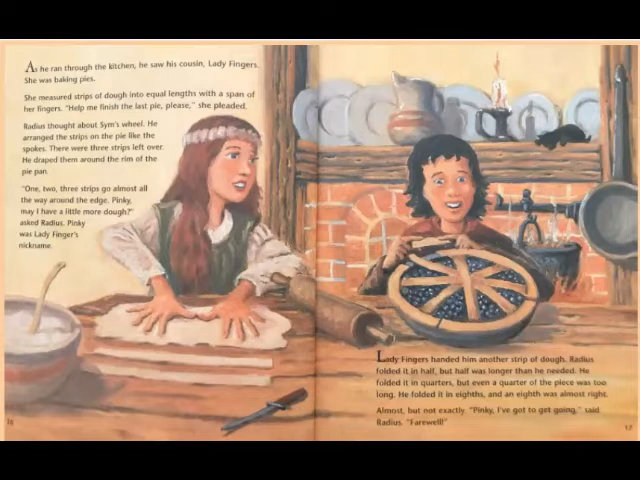 As he ran through the kitchen, he saw his cousin, Lady Fingers.
She was baking pies.
She measured strips of dough into equal lengths with a span of
her fingers. "Help me finish the last pie, please," she pleaded.
Radius thought about Sym's wheel. He
arranged the strips on the pie like the
spokes. There were three strips left over.
He draped them around the rim of the
pie pan.
"One, two, three strips go almost all
the way around the edge. Pinky,
may I have a little more dough?"
asked Radius. Pinky
was Lady Finger's
nickname.
16
Lady Fingers handed him another strip of dough. Radius
folded it in half, but half was longer than he needed. He
folded it in quarters, but even a quarter of the piece was too
long. He folded it in eighths, and an eighth was almost right.
Almost, but not exactly. "Pinky, I've got to get going," said
Radius. "Farewell!"
17